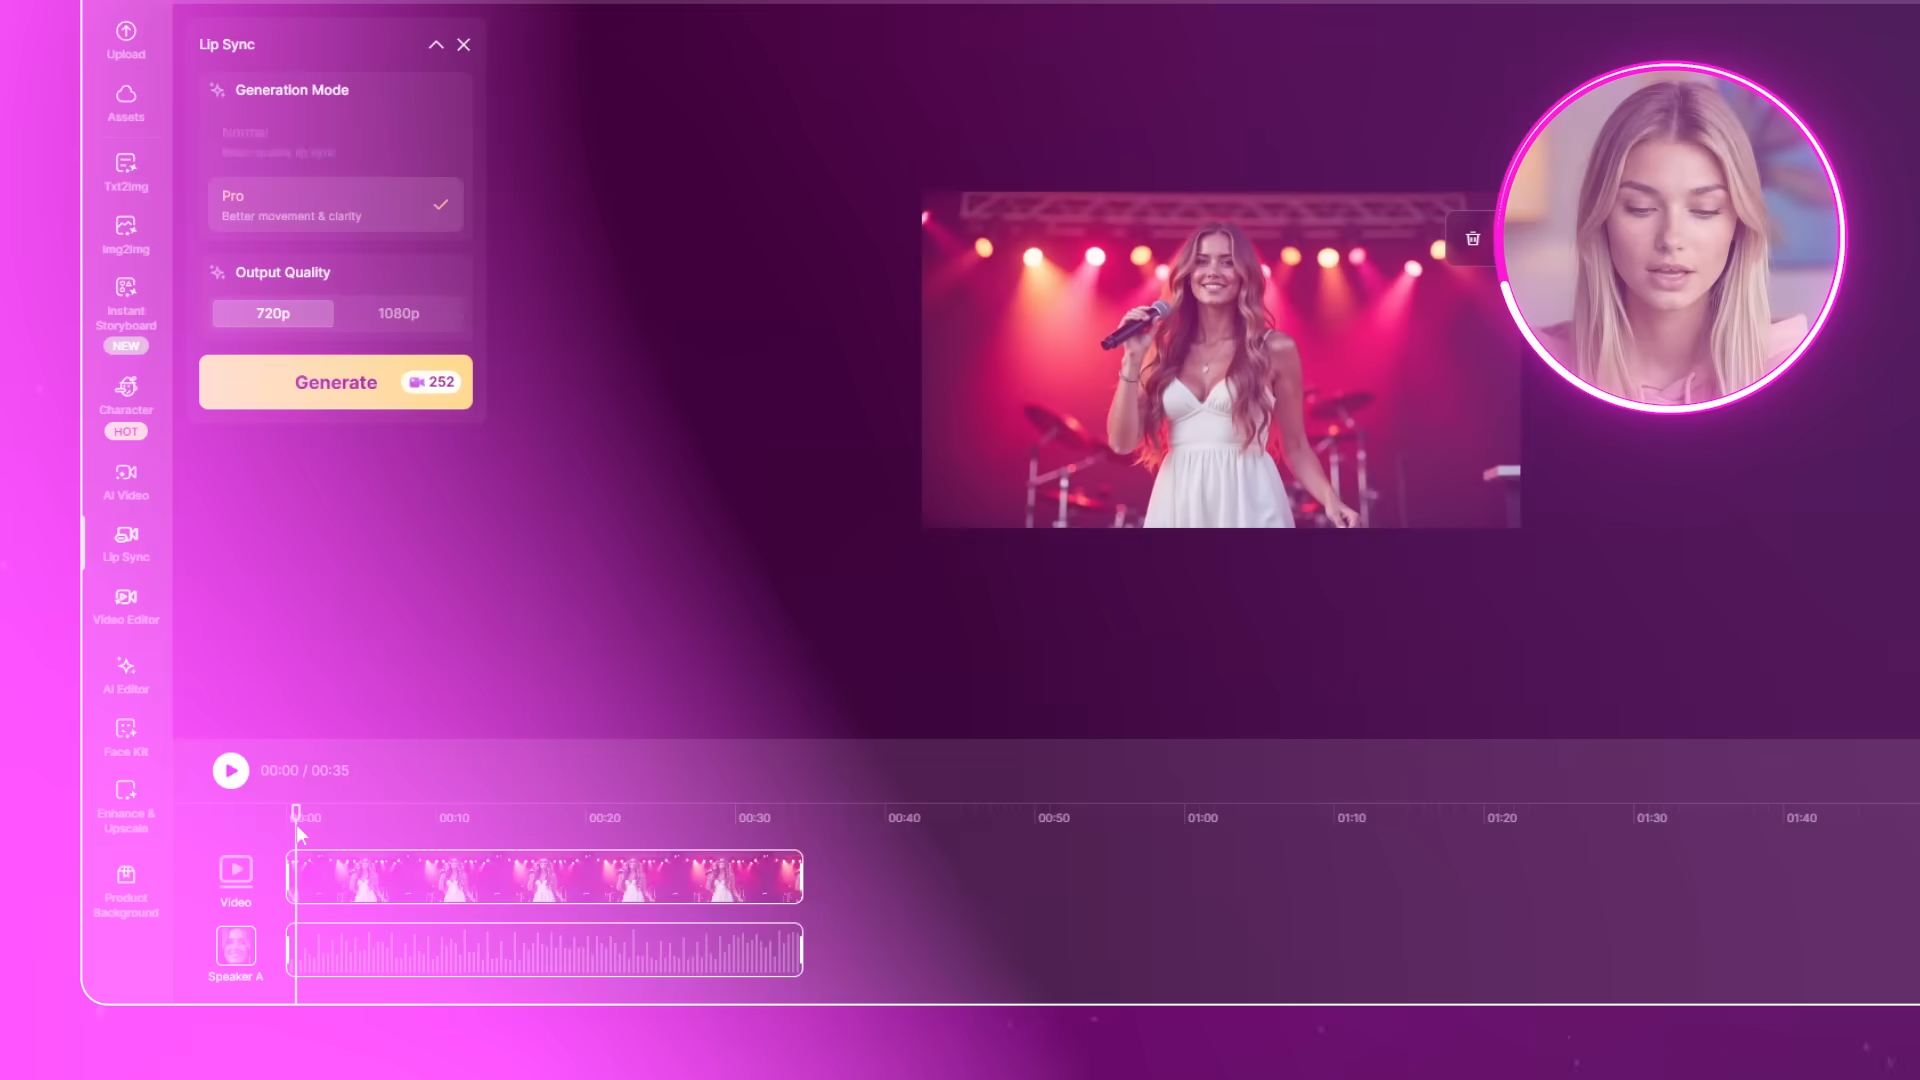 Upload
Assets
Txt2Img
Img2Img
Instant
Storyboard
NEW
Character
HOT
AI Video
Lip Sync
Video Editor
AI Editor
Face Kit
Enhance &
Upscale
Product
Background
Lip Sync
Generation Mode
Normal
Pro
Better movement & clarity
Output Quality
720p 1080p
Generate 252
00:00 / 00:35
00:00 00:10 00:20 00:30 00:40 00:50 01:00 01:10 01:20 01:30 01:40
Video
Speaker A